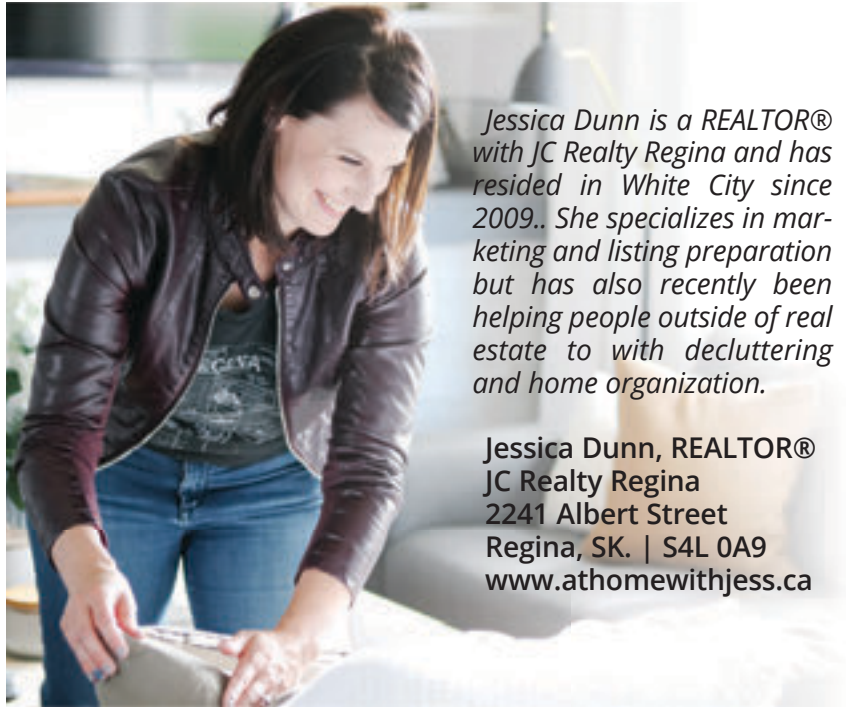 GINA
Jessica Dunn is a REALTOR®
with JC Realty Regina and has
resided in White City since
2009.. She specializes in mar-
keting and listing preparation
but has also recently been
helping people outside of real
estate to with decluttering
and home organization.
Jessica Dunn, REALTOR®
JC Realty Regina
2241 Albert Street
Regina, SK. | S4L 0A9
www.athomewithjess.ca